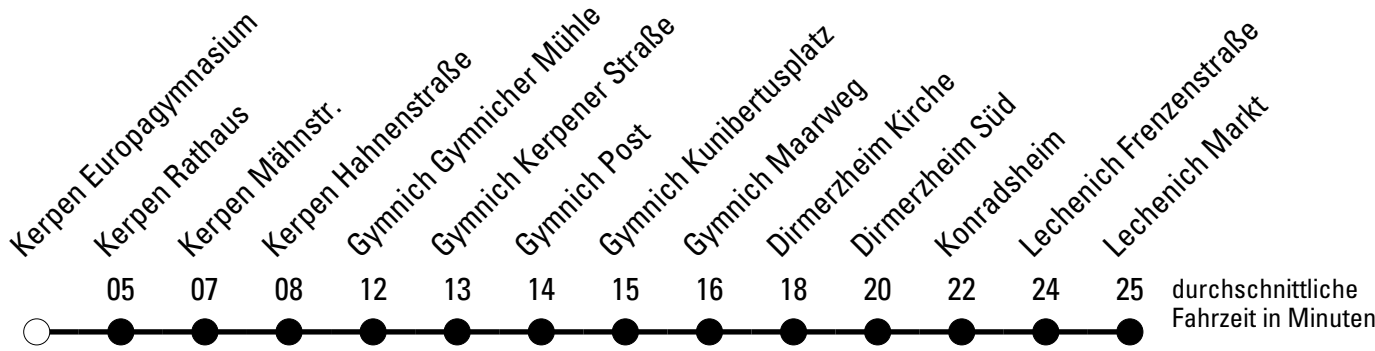 Kerpen Europagymnasium
Kerpen Rathaus
Kerpen Mähnstr.
Kerpen Hahnenstraße
Gymnich Gymnicher Mühle
Gymnich Kerpener Straße
Gymnich Post
Gymnich Kunibertusplatz
Gymnich Maarweg
Dirmerzheim Kirche
Dirmerzheim Süd
Konradsheim
Lechenich Frenzenstraße
Lechenich Markt
05 07 08 12 13 14 15 16 18 20 22 24 25
durchschnittliche
Fahrzeit in Minuten